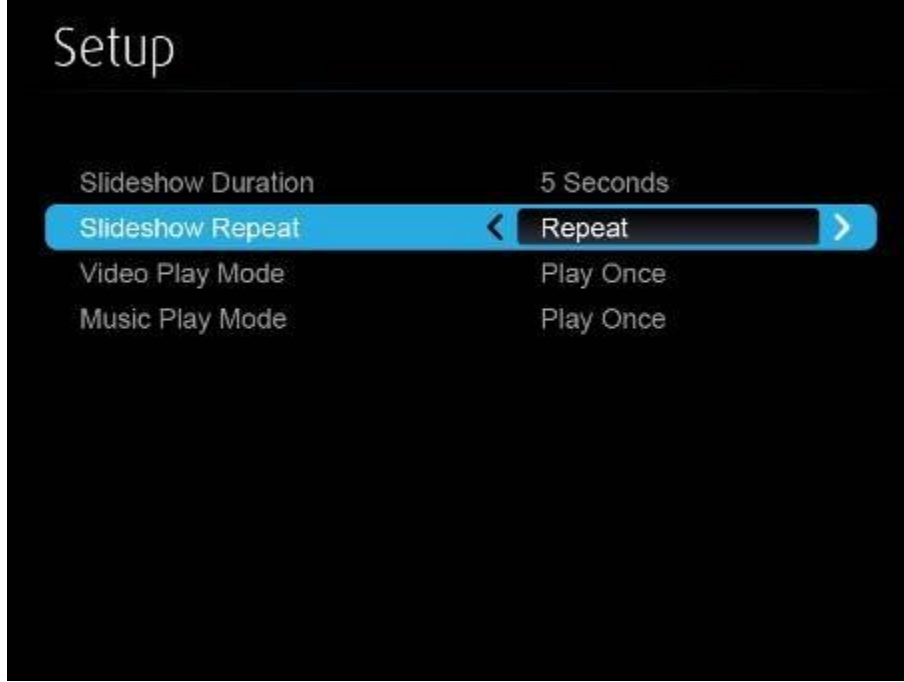 Setup
Slideshow Duration 5 Seconds
Slideshow Repeat Repeat
Video Play Mode Play Once
Music Play Mode Play Once